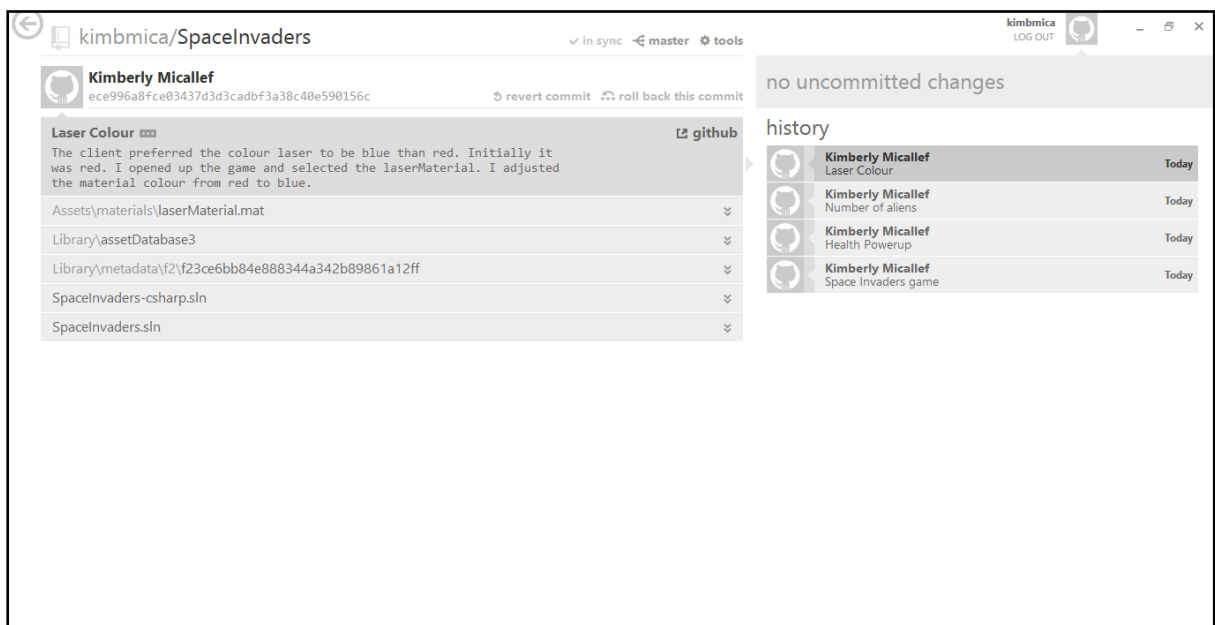 kimbmica/SpaceInvaders
in sync master tools
kimbmica
LOG OUT
Kimberly Micallef
ece996a8fce03437d3d3cadbf3a38c40e590156c
revert commit roll back this commit
Laser Colour
github
The client preferred the colour laser to be blue than red. Initially it
was red. I opened up the game and selected the laserMaterial. I adjusted
the material colour from red to blue.
Assets\materials\laserMaterial.mat
Library\assetDatabase3
Library\metadata\f2\f23ce6bb84e888344a342b89861a12ff
SpaceInvaders-csharp.sln
SpaceInvaders.sln
no uncommitted changes
history
Kimberly Micallef
Laser Colour
Today
Kimberly Micallef
Number of aliens
Today
Kimberly Micallef
Health Powerup
Today
Kimberly Micallef
Space Invaders game
Today